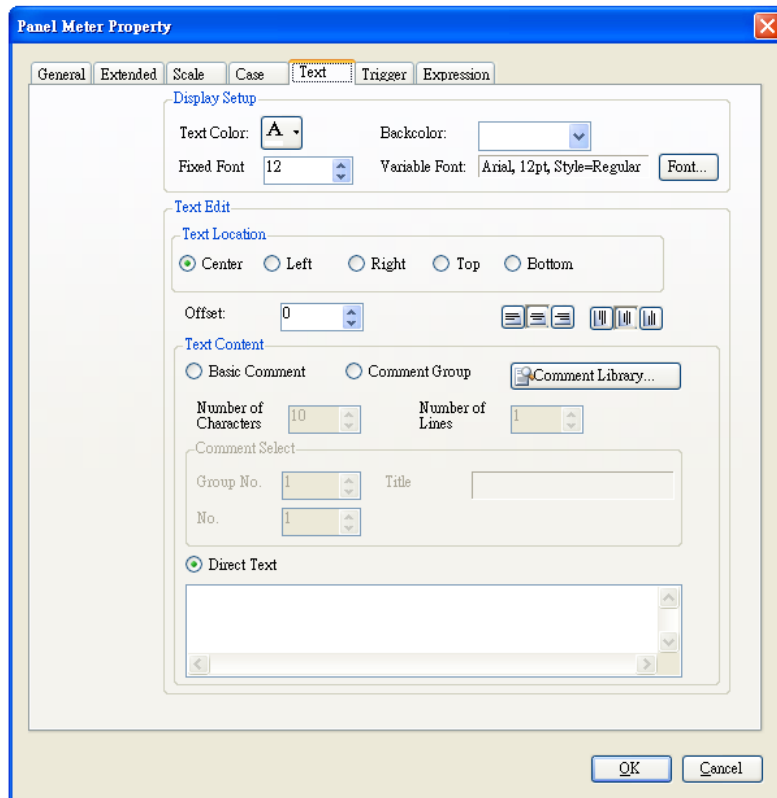 Panel Meter Property
General Extended Scale Case Text Trigger Expression
Display Setup
Text Color: A Backcolor:
Fixed Font 12 Variable Font: Arial, 12pt, Style=Regular Font...
Text Edit
Text Location
Center Left Right Top Bottom
Offset: 0
Text Content
Basic Comment Comment Group Comment Library...
Number of
Characters 10 Number of
Lines 1
Comment Select
Group No. 1 Title
No. 1
Direct Text
OK Cancel